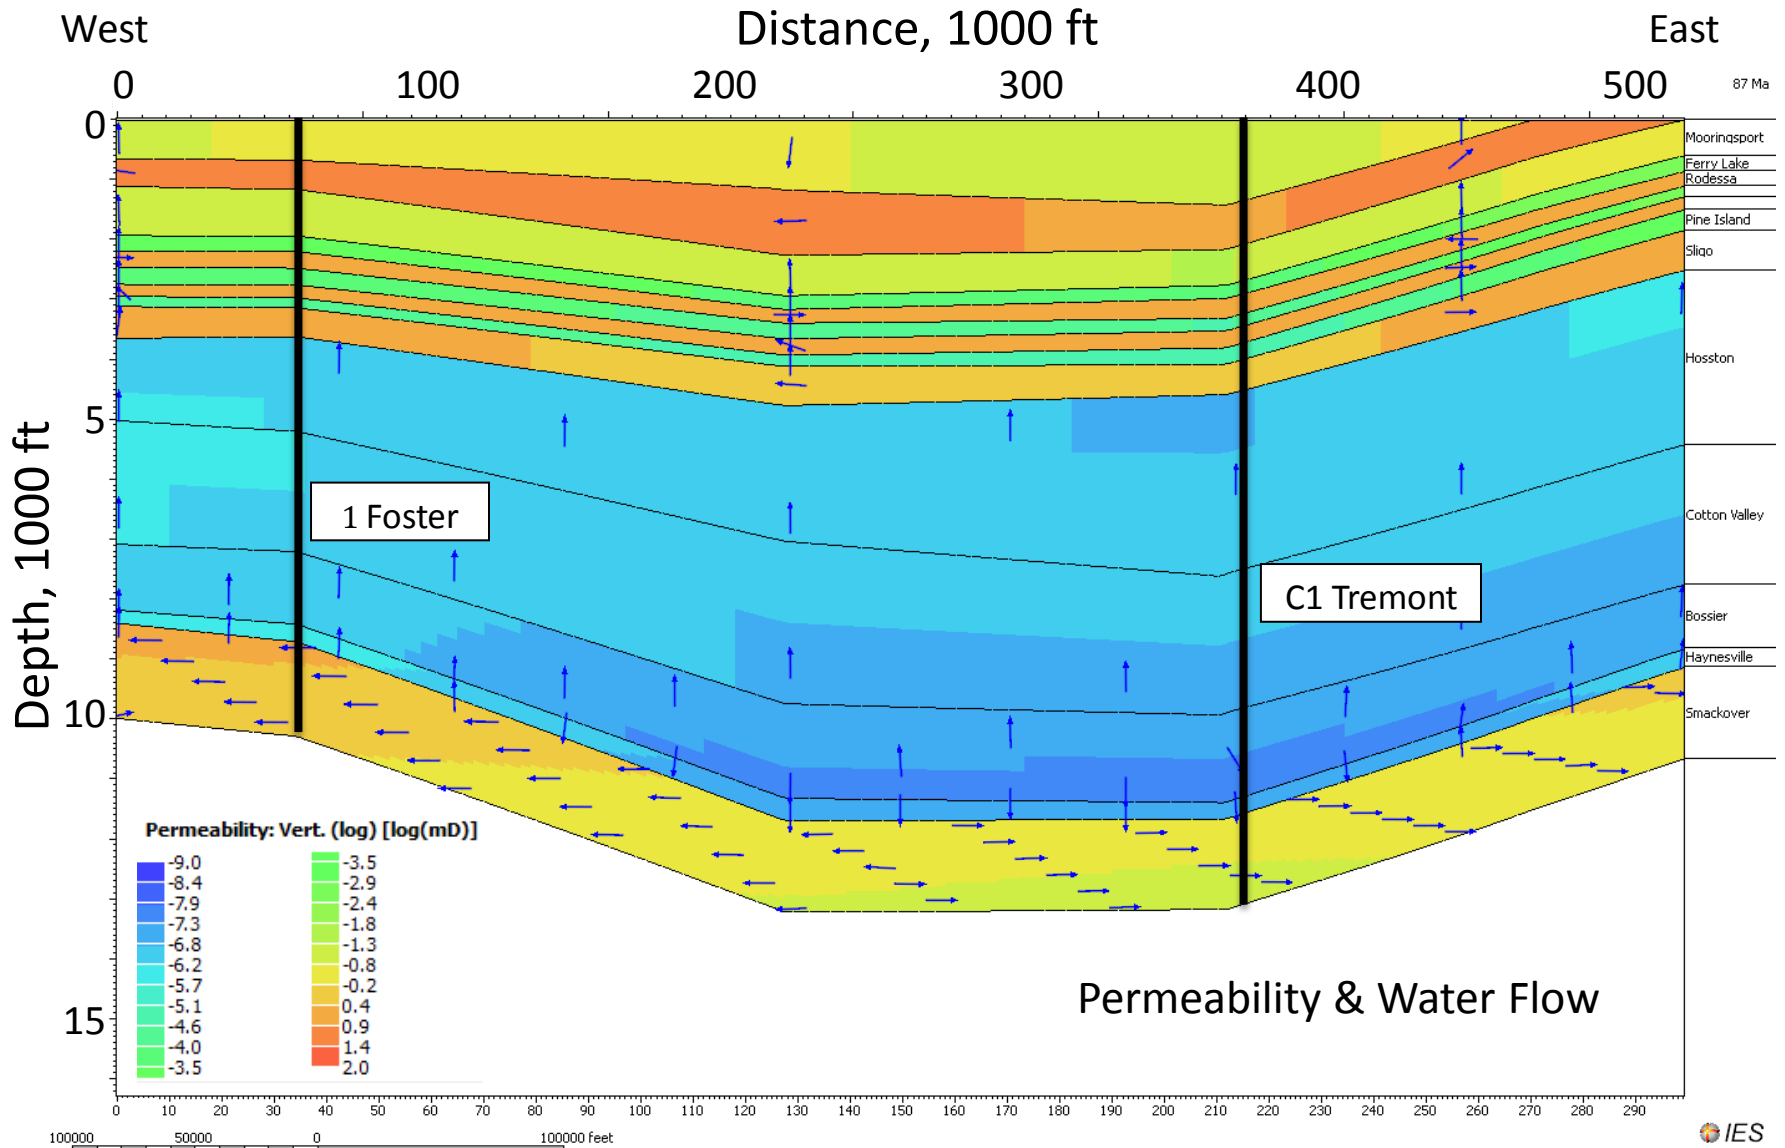 West
Distance, 1000 ft
East
0 100 200 300 400 500
87 Ma
Depth, 1000 ft
0
5
10
15
Mooringsport
Ferry Lake
Rodessa
Pine Island
Sligo
Hosston
Cotton Valley
Bossier
Haynesville
Smackover
1 Foster
C1 Tremont
Permeability: Vert. (log) [log(mD)]
-9.0 -3.5
-8.4 -2.9
-7.9 -2.4
-7.3 -1.8
-6.8 -1.3
-6.2 -0.8
-5.7 -0.2
-5.1 0.4
-4.6 0.9
-4.0 1.4
-3.5 2.0
Permeability & Water Flow
0 10 20 30 40 50 60 70 80 90 100 110 120 130 140 150 160 170 180 190 200 210 220 230 240 250 260 270 280 290
100000 50000 0 100000 feet
IES